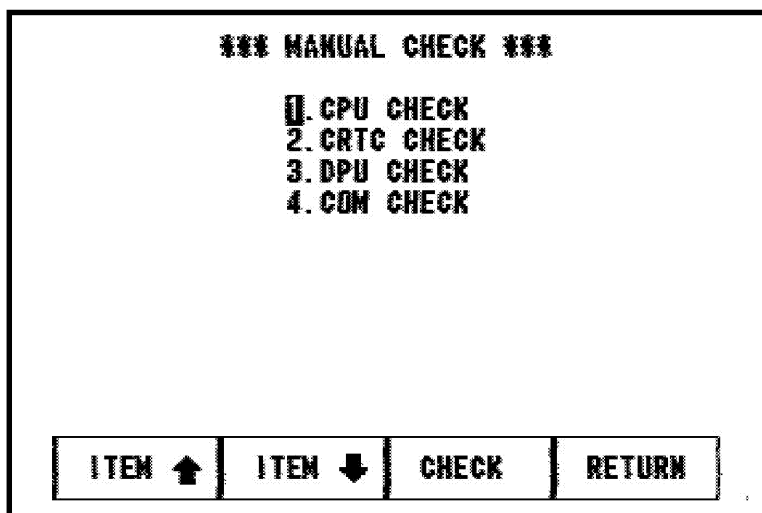 *** MANUAL CHECK ***
1.CPU CHECK
2.CRTC CHECK
3.DPU CHECK
4.COM CHECK
ITEM ↑ ITEM ↓ CHECK RETURN